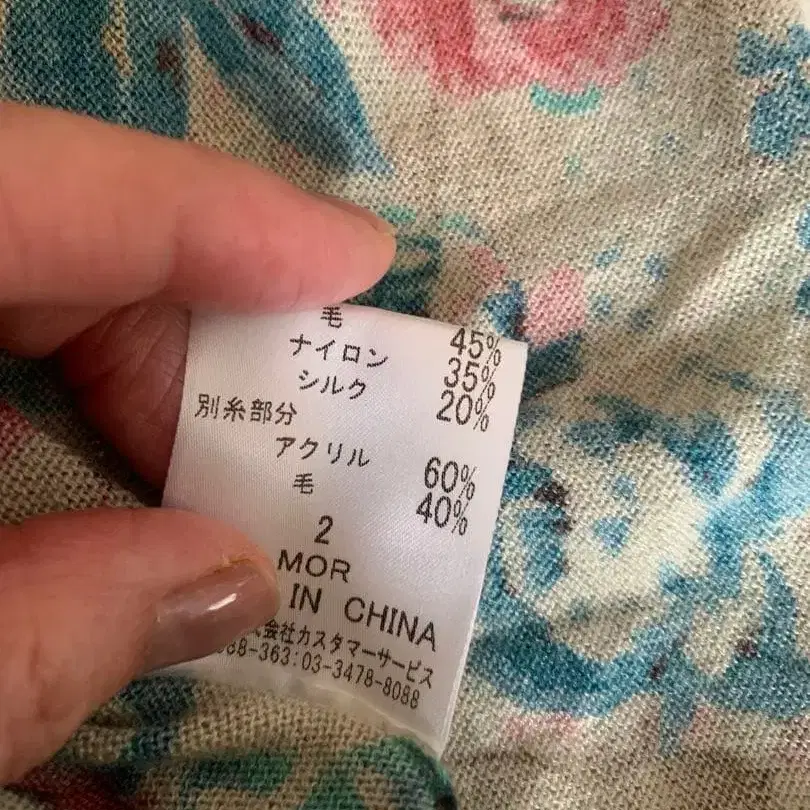 毛 45%
ナイロン 35%
シルク 20%
別糸部分
アクリル 60%
毛 40%
2
MOR
IN CHINA
式会社カスタマーサービス
88-363:03-3478-8088